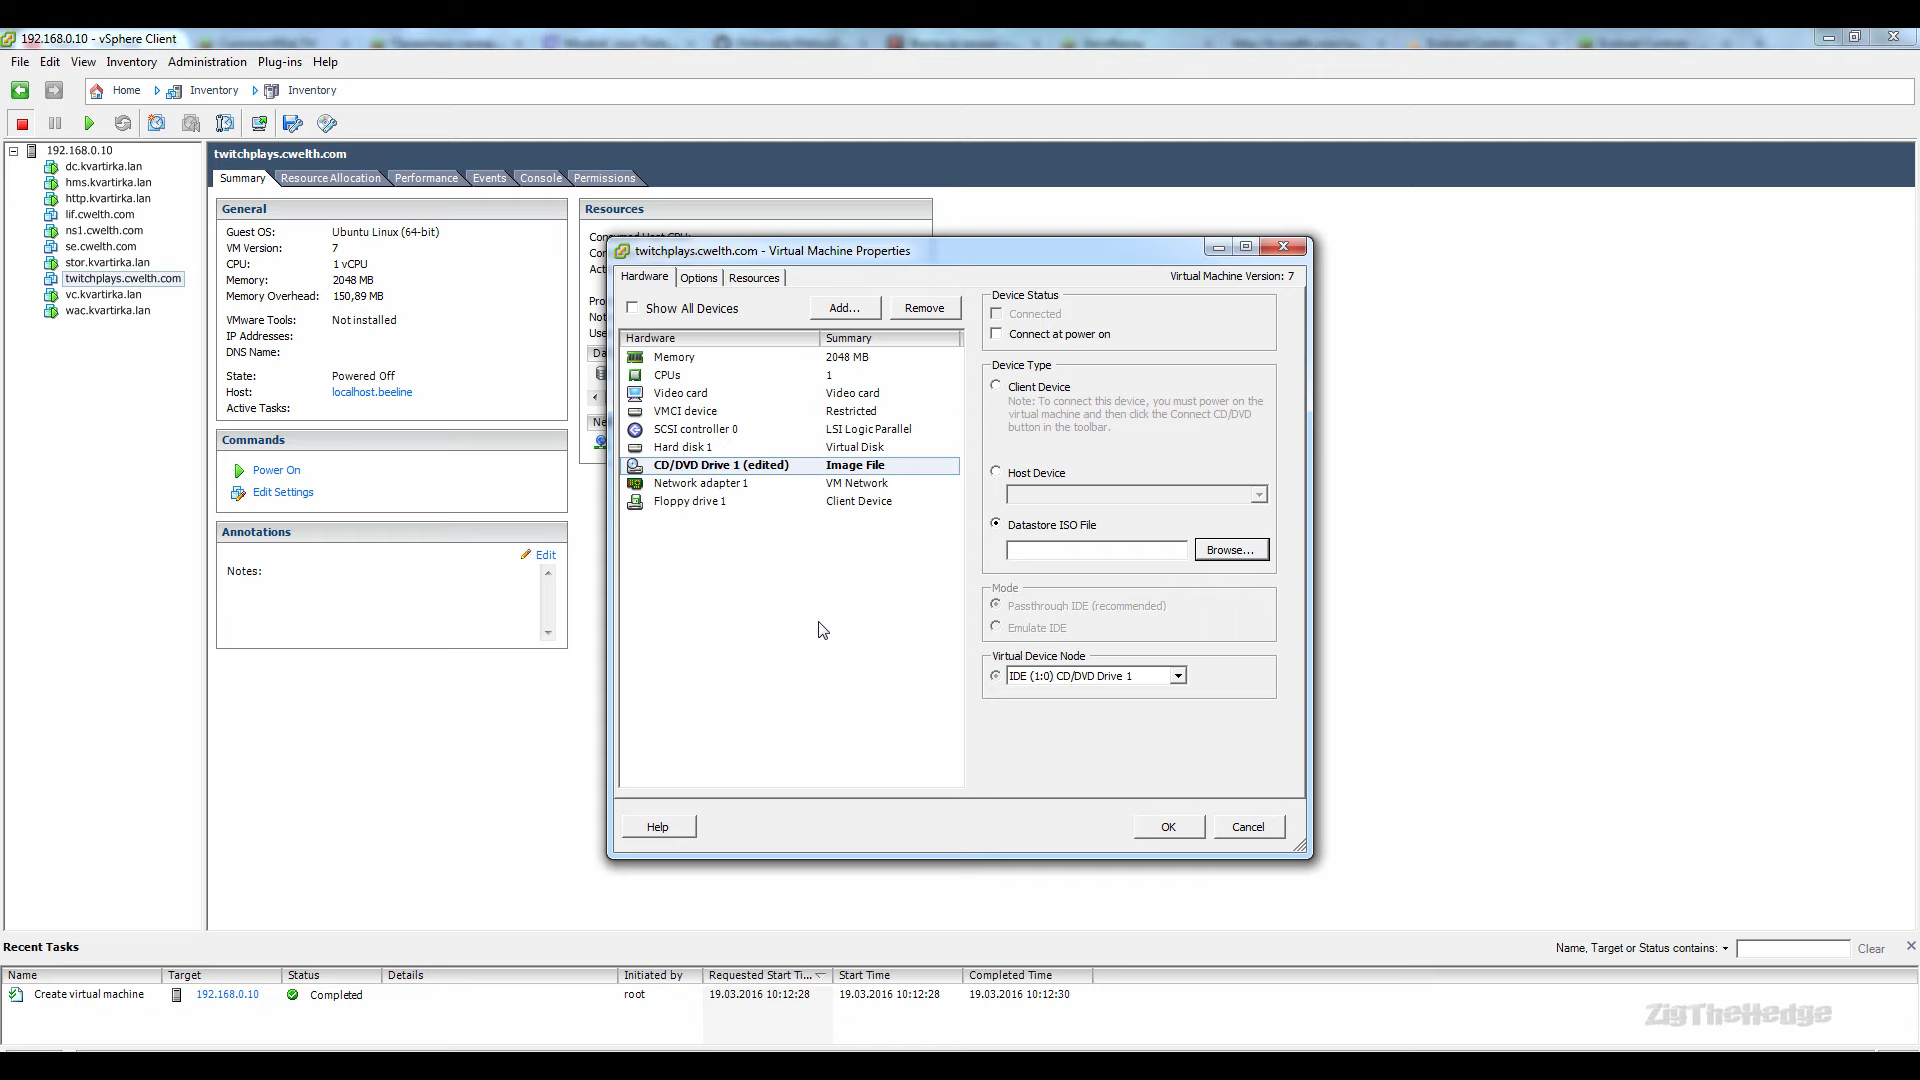 192.168.0.10 - vSphere Client
File Edit View Inventory Administration Plug-ins Help
Home Inventory Inventory
192.168.0.10
dc.kvartirka.lan
hms.kvartirka.lan
http.kvartirka.lan
lif.cwelth.com
ns1.cwelth.com
se.cwelth.com
stor.kvartirka.lan
twitchplays.cwelth.com
vc.kvartirka.lan
wac.kvartirka.lan
twitchplays.cwelth.com
Summary Resource Allocation Performance Events Console Permissions
General
Guest OS: Ubuntu Linux (64-bit)
VM Version: 7
CPU: 1 vCPU
Memory: 2048 MB
Memory Overhead: 150,89 MB
VMware Tools: Not installed
IP Addresses:
DNS Name:
State: Powered Off
Host: localhost.beeline
Active Tasks:
Commands
Power On
Edit Settings
Annotations
Edit
Notes:
Resources
twitchplays.cwelth.com - Virtual Machine Properties
Hardware Options Resources
Virtual Machine Version: 7
Show All Devices Add... Remove
Hardware Summary
Memory 2048 MB
CPUs 1
Video card Video card
VMCI device Restricted
SCSI controller 0 LSI Logic Parallel
Hard disk 1 Virtual Disk
CD/DVD Drive 1 (edited) Image File
Network adapter 1 VM Network
Floppy drive 1 Client Device
Device Status
Connected
Connect at power on
Device Type
Client Device
Note: To connect this device, you must power on the
virtual machine and then click the Connect CD/DVD
button in the toolbar.
Host Device
Datastore ISO File
Browse...
Mode
Passthrough IDE (recommended)
Emulate IDE
Virtual Device Node
IDE (1:0) CD/DVD Drive 1
Help OK Cancel
Recent Tasks
Name, Target or Status contains: Clear
Name Target Status Details Initiated by Requested Start Ti... Start Time Completed Time
Create virtual machine 192.168.0.10 Completed root 19.03.2016 10:12:28 19.03.2016 10:12:28 19.03.2016 10:12:30
ZigTheHedge